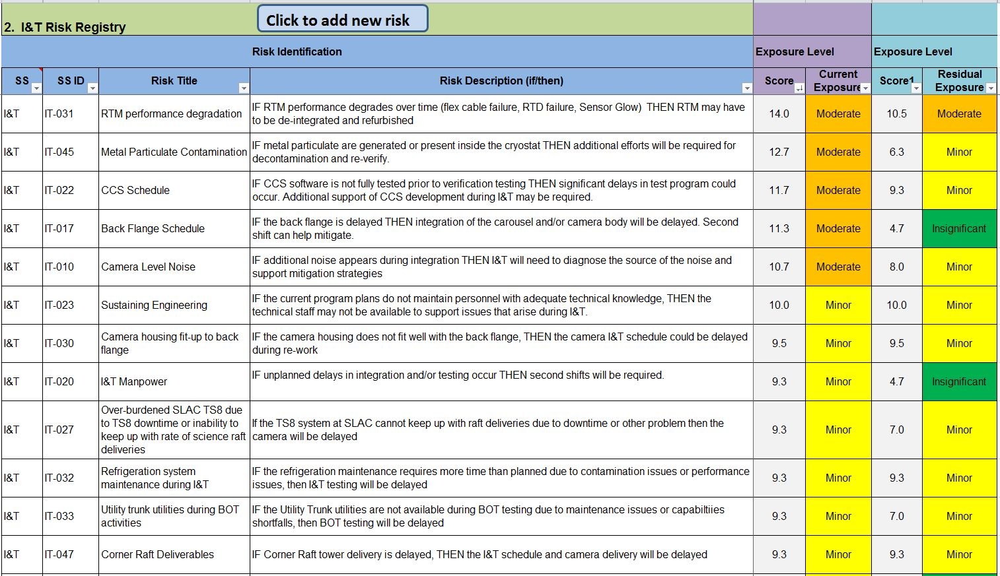 2. I&T Risk Registry
Click to add new risk
Risk Identification
Exposure Level
Exposure Level
SS
SS ID
Risk Title
Risk Description (if/then)
Score
Current
Exposure
Score1
Residual
Exposure
I&T
IT-031
RTM performance degradation
IF RTM performance degrades over time (flex cable failure, RTD failure, Sensor Glow) THEN RTM may have
to be de-integrated and refurbished
14.0
Moderate
10.5
Moderate
I&T
IT-045
Metal Particulate Contamination
IF metal particulate are generated or present inside the cryostat THEN additional efforts will be required for
decontamination and re-verify.
12.7
Moderate
6.3
Minor
I&T
IT-022
CCS Schedule
IF CCS software is not fully tested prior to verification testing THEN significant delays in test program could
occur. Additional support of CCS development during I&T may be required.
11.7
Moderate
9.3
Minor
I&T
IT-017
Back Flange Schedule
IF the back flange is delayed THEN integration of the carousel and/or camera body will be delayed. Second
shift can help mitigate.
11.3
Moderate
4.7
Insignificant
I&T
IT-010
Camera Level Noise
IF additional noise appears during integration THEN I&T will need to diagnose the source of the noise and
support mitigation strategies
10.7
Moderate
8.0
Minor
I&T
IT-023
Sustaining Engineering
IF the current program plans do not maintain personnel with adequate technical knowledge, THEN the
technical staff may not be available to support issues that arise during I&T.
10.0
Minor
10.0
Minor
I&T
IT-030
Camera housing fit-up to back
flange
IF the camera housing does not fit well with the back flange, THEN the camera I&T schedule could be delayed
during re-work
9.5
Minor
9.5
Minor
I&T
IT-020
I&T Manpower
IF unplanned delays in integration and/or testing occur THEN second shifts will be required.
9.3
Minor
4.7
Insignificant
I&T
IT-027
Over-burdened SLAC TS8 due
to TS8 downtime or inability to
keep up with rate of science raft
deliveries
If the TS8 system at SLAC cannot keep up with raft deliveries due to downtime or other problem then the
camera will be delayed
9.3
Minor
7.0
Minor
I&T
IT-032
Refrigeration system
maintenance during I&T
IF the refrigeration maintenance requires more time than planned due to contamination issues or performance
issues, then I&T testing will be delayed
9.3
Minor
9.3
Minor
I&T
IT-033
Utility trunk utilities during BOT
activities
IF the Utility Trunk utilities are not available during BOT testing due to maintenance issues or capabiltiies
shortfalls, then BOT testing will be delayed
9.3
Minor
7.0
Minor
I&T
IT-047
Corner Raft Deliverables
IF Corner Raft tower delivery is delayed, THEN the I&T schedule and camera delivery will be delayed
9.3
Minor
9.3
Minor